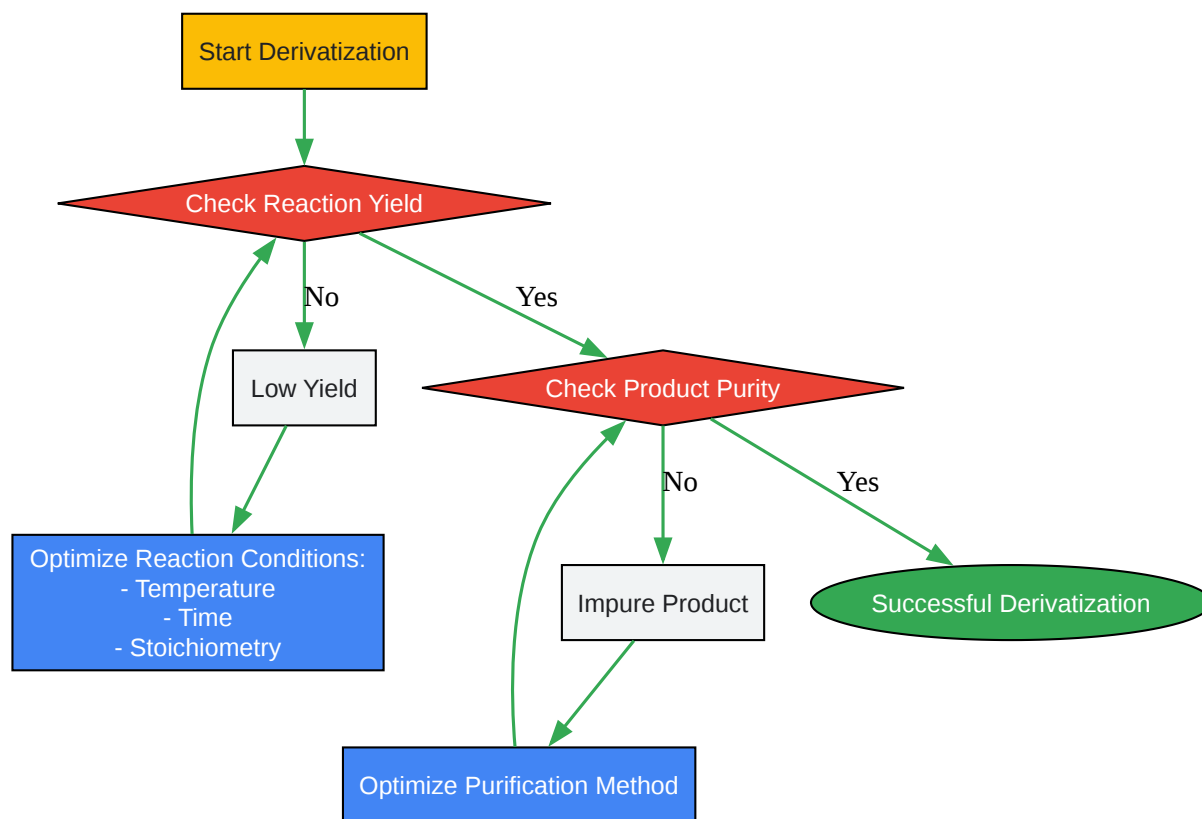 Start Derivatization
Check Reaction Yield
No
Yes
Low Yield
Check Product Purity
Optimize Reaction Conditions:
- Temperature
- Time
- Stoichiometry
No
Yes
Impure Product
Successful Derivatization
Optimize Purification Method